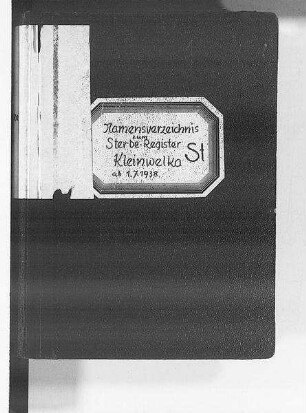 Namensverzeichnis
zum
Sterbe-Register
Kleinwelka
ab 1.7.1938.
St